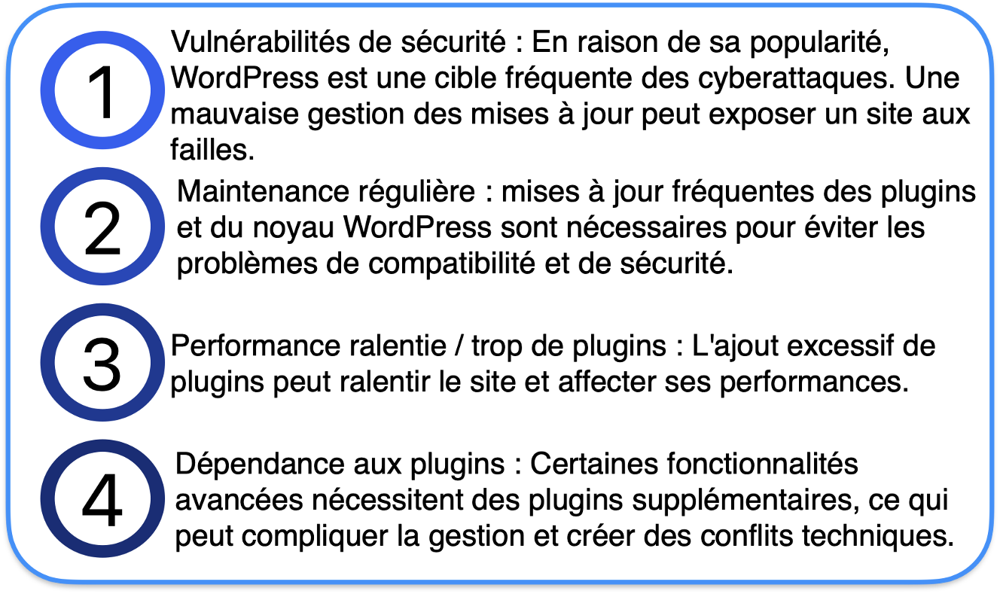 1
Vulnérabilités de sécurité : En raison de sa popularité,
WordPress est une cible fréquente des cyberattaques. Une
mauvaise gestion des mises à jour peut exposer un site aux
failles.
2
Maintenance régulière : mises à jour fréquentes des plugins
et du noyau WordPress sont nécessaires pour éviter les
problèmes de compatibilité et de sécurité.
3
Performance ralentie / trop de plugins : L'ajout excessif de
plugins peut ralentir le site et affecter ses performances.
4
Dépendance aux plugins : Certaines fonctionnalités
avancées nécessitent des plugins supplémentaires, ce qui
peut compliquer la gestion et créer des conflits techniques.